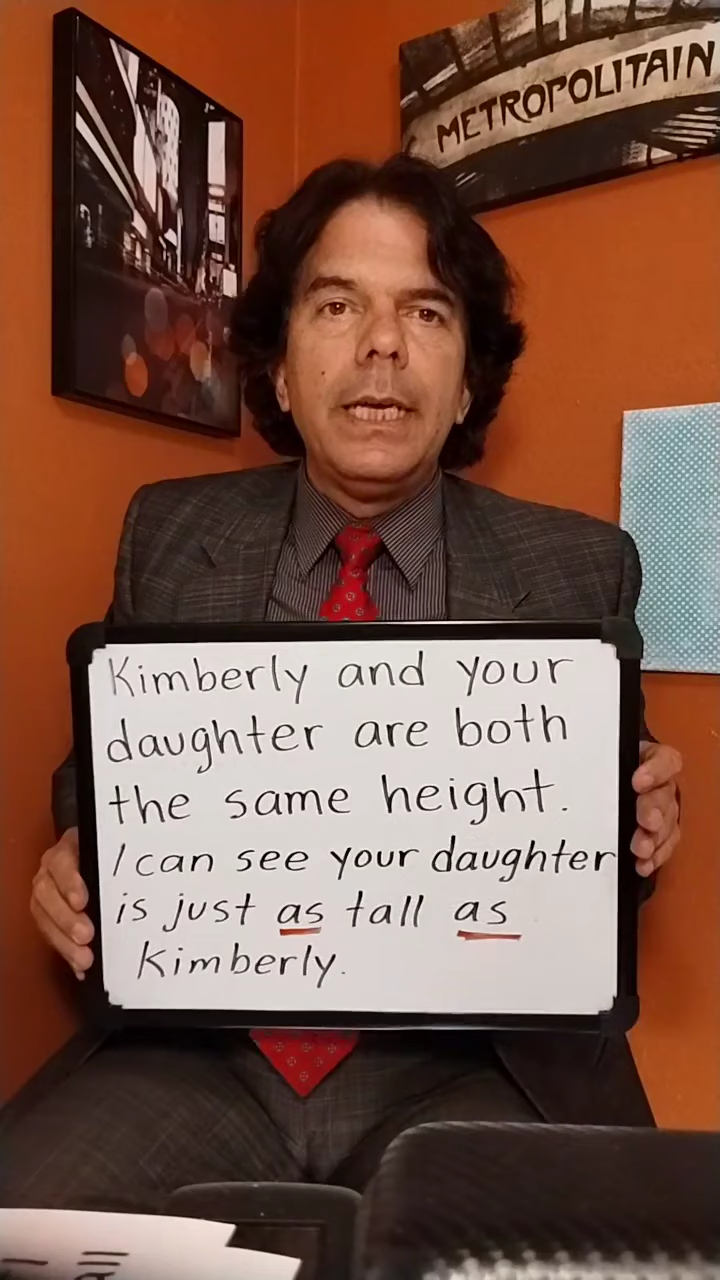 METROPOLITAIN
Kimberly and your
daughter are both
the same height.
I can see your daughter
is just as tall as
Kimberly.